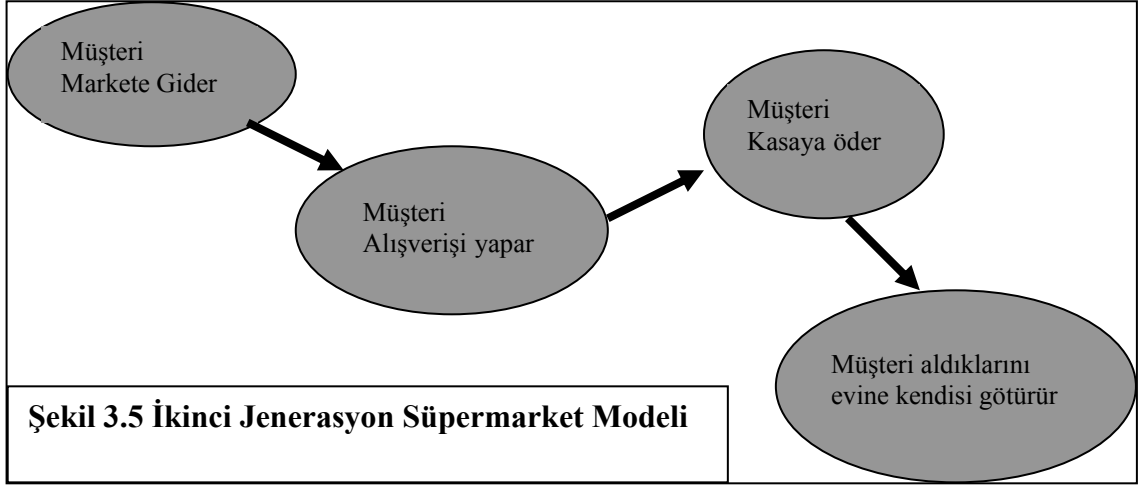 Müşteri
Markete Gider
Müşteri
Alışverişi yapar
Müşteri
Kasaya öder
Müşteri aldıklarını
evine kendisi götürür
Şekil 3.5 İkinci Jenerasyon Süpermarket Modeli